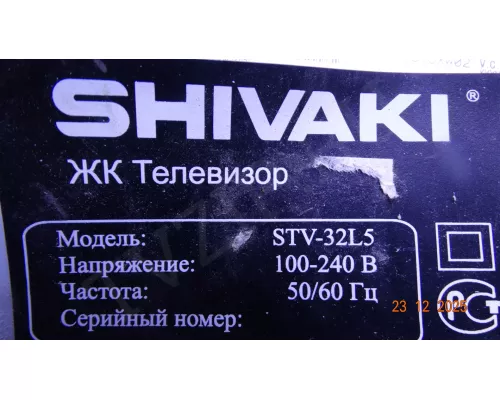 SHIVAKI ®
ЖК Телевизор
Модель: STV-32L5
Напряжение: 100-240 В
Частота: 50/60 Гц
Серийный номер:
23 12 2025